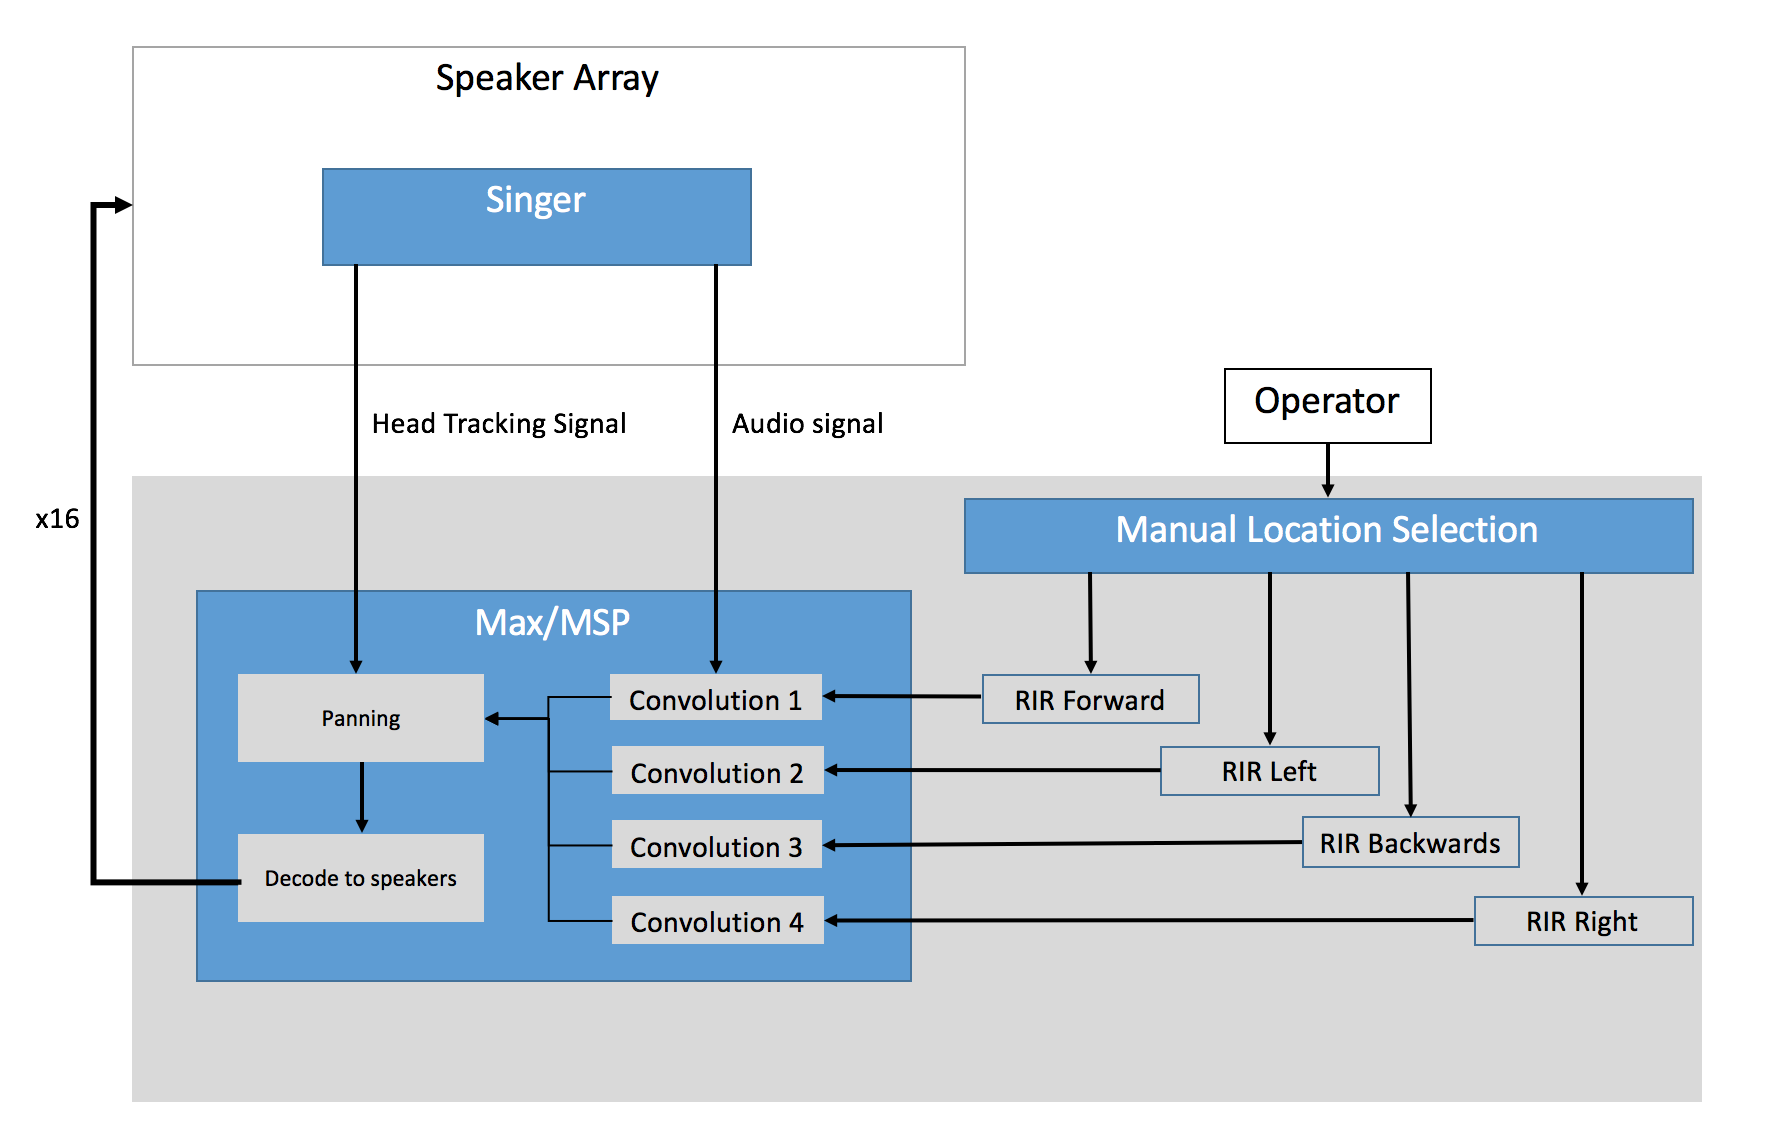 Speaker Array
Singer
Head Tracking Signal
Audio signal
Operator
x16
Manual Location Selection
Max/MSP
Panning
Convolution 1
RIR Forward
Convolution 2
RIR Left
Convolution 3
RIR Backwards
Decode to speakers
Convolution 4
RIR Right